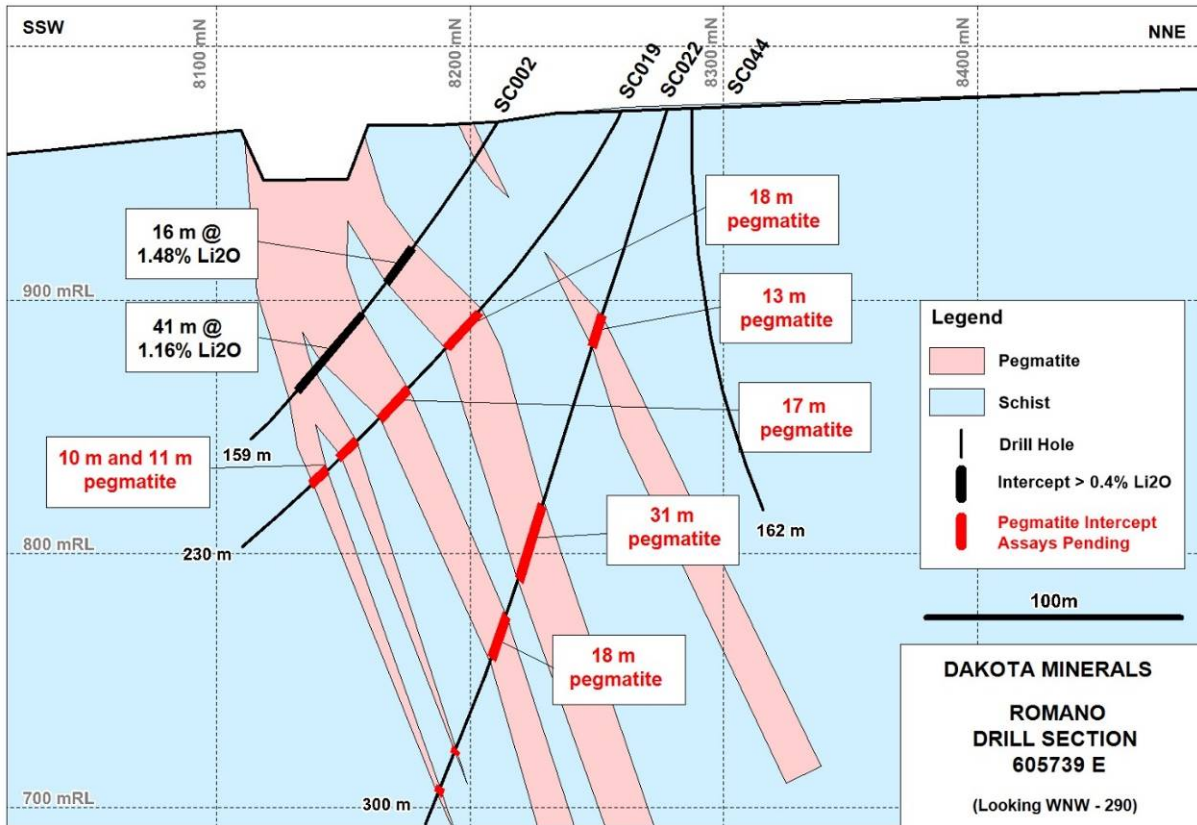 SSW
NNE
8100 mN
8200 mN
8300 mN
8400 mN
SC002
SC019
SC022
SC044
16 m @
1.48% Li2O
18 m
pegmatite
900 mRL
13 m
pegmatite
41 m @
1.16% Li2O
17 m
pegmatite
159 m
10 m and 11 m
pegmatite
31 m
pegmatite
162 m
230 m
800 mRL
18 m
pegmatite
700 mRL
300 m
Legend
Pegmatite
Schist
Drill Hole
Intercept > 0.4% Li2O
Pegmatite Intercept
Assays Pending
100m
DAKOTA MINERALS
ROMANO
DRILL SECTION
605739 E
(Looking WNW - 290)